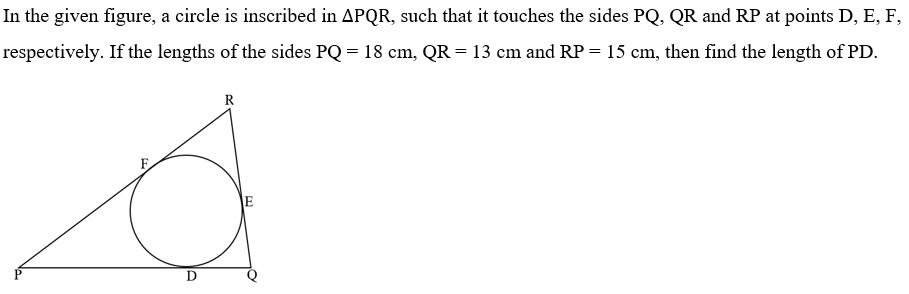 In the given figure, a circle is inscribed in ΔPQR, such that it touches the sides PQ, QR and RP at points D, E, F,
respectively. If the lengths of the sides PQ = 18 cm, QR = 13 cm and RP = 15 cm, then find the length of PD.
R
F
E
P
D
Q